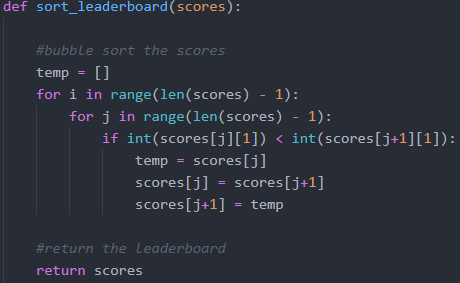 def sort_leaderboard(scores):
#bubble sort the scores
temp = []
for i in range(len(scores) - 1):
for j in range(len(scores) - 1):
if int(scores[j][1]) < int(scores[j+1][1]):
temp = scores[j]
scores[j] = scores[j+1]
scores[j+1] = temp
#return the leaderboard
return scores